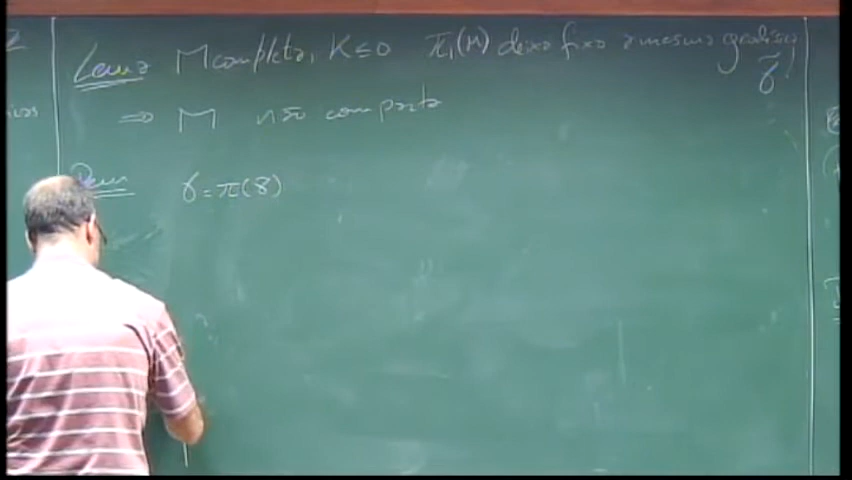 Lema M completa, K ≤ 0 π₁(M) deixa fixo a mesma geodésica γ̃
⟹ M não compacta
Dem γ = π(γ̃)